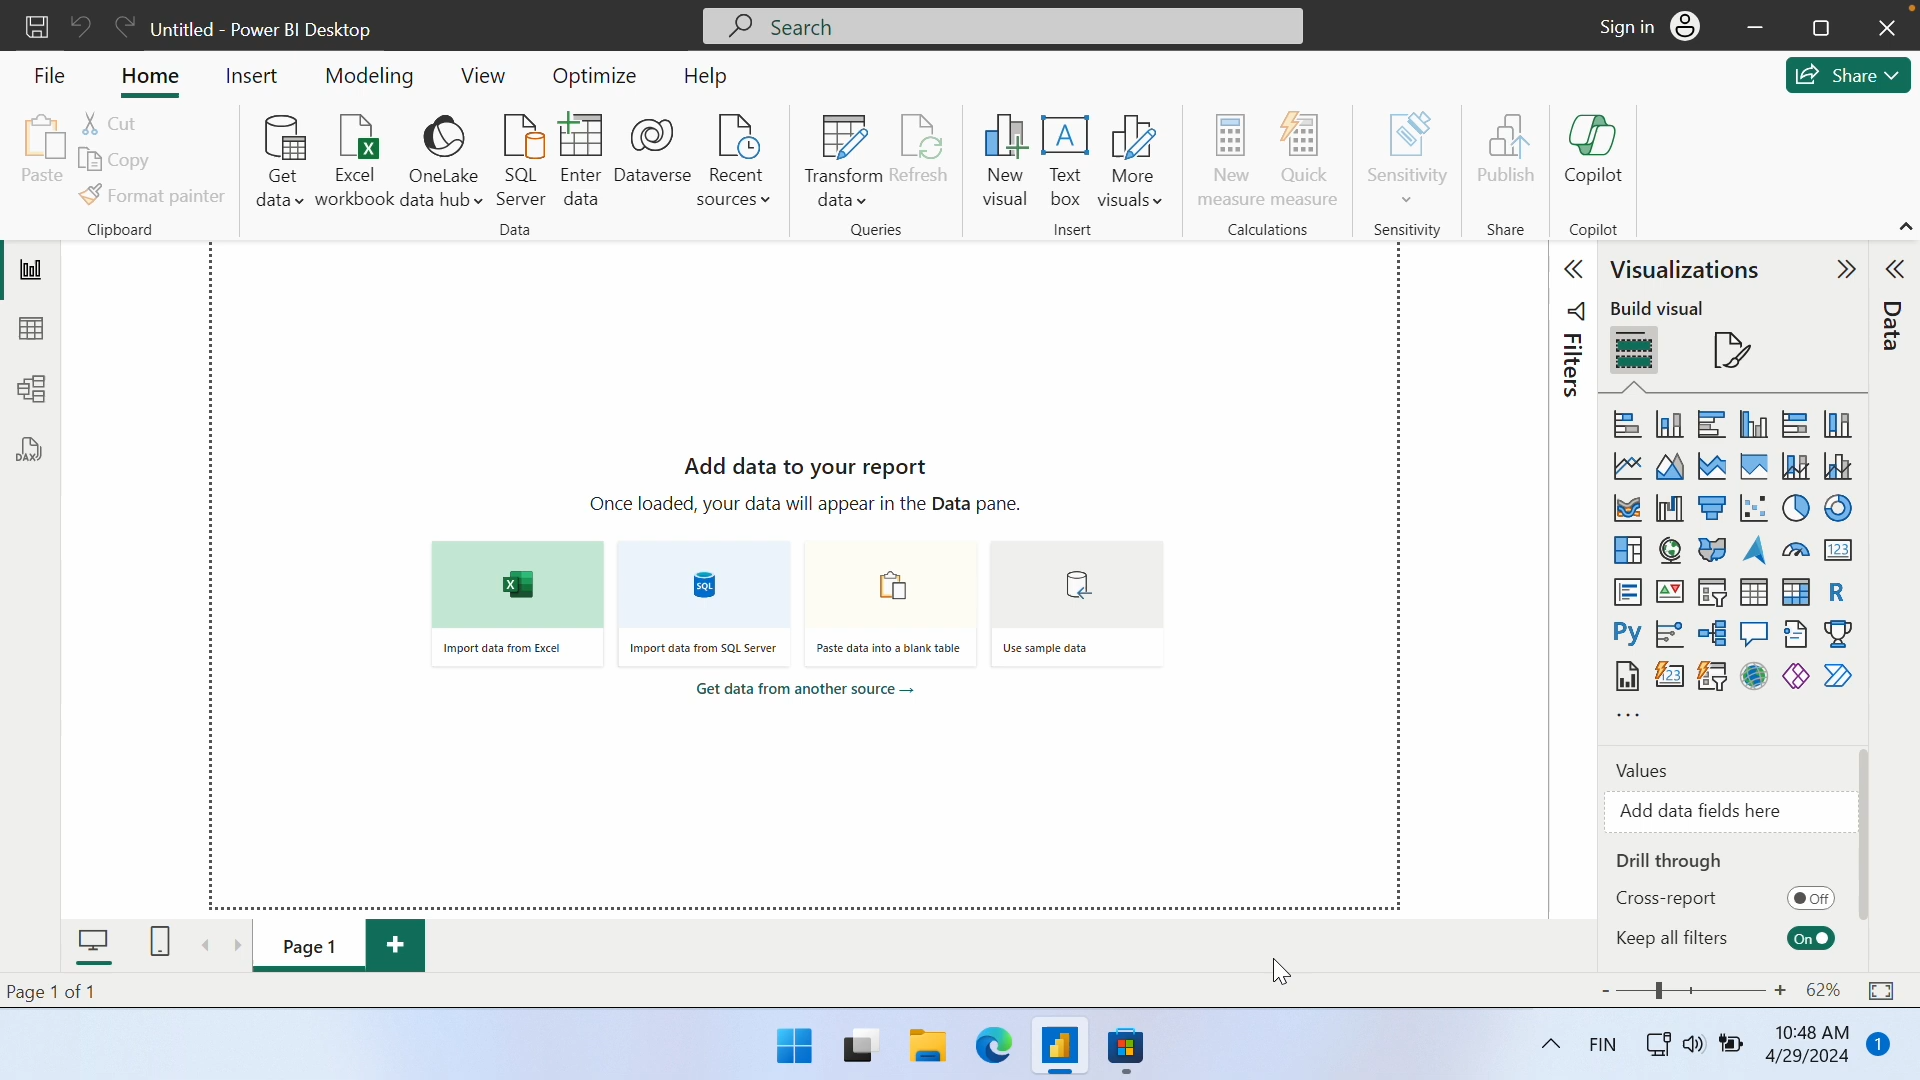 Untitled - Power BI Desktop
Search
Sign in
File Home Insert Modeling View Optimize Help
Share
Paste
Cut
Copy
Format painter
Clipboard
Get data
Excel workbook
OneLake data hub
SQL Server
Enter data
Dataverse
Recent sources
Data
Transform data
Refresh
Queries
New visual
A
Text box
More visuals
Insert
New measure
Quick measure
Calculations
Sensitivity
Sensitivity
Publish
Share
Copilot
Copilot
DAX
Add data to your report
Once loaded, your data will appear in the Data pane.
X
SQL
Import data from Excel
Import data from SQL Server
Paste data into a blank table
Use sample data
Get data from another source →
Filters
Visualizations
Build visual
123
R
Py
123
...
Values
Add data fields here
Drill through
Cross-report Off
Keep all filters On
Data
Page 1
+
Page 1 of 1
- + 62%
FIN
10:48 AM
4/29/2024
1